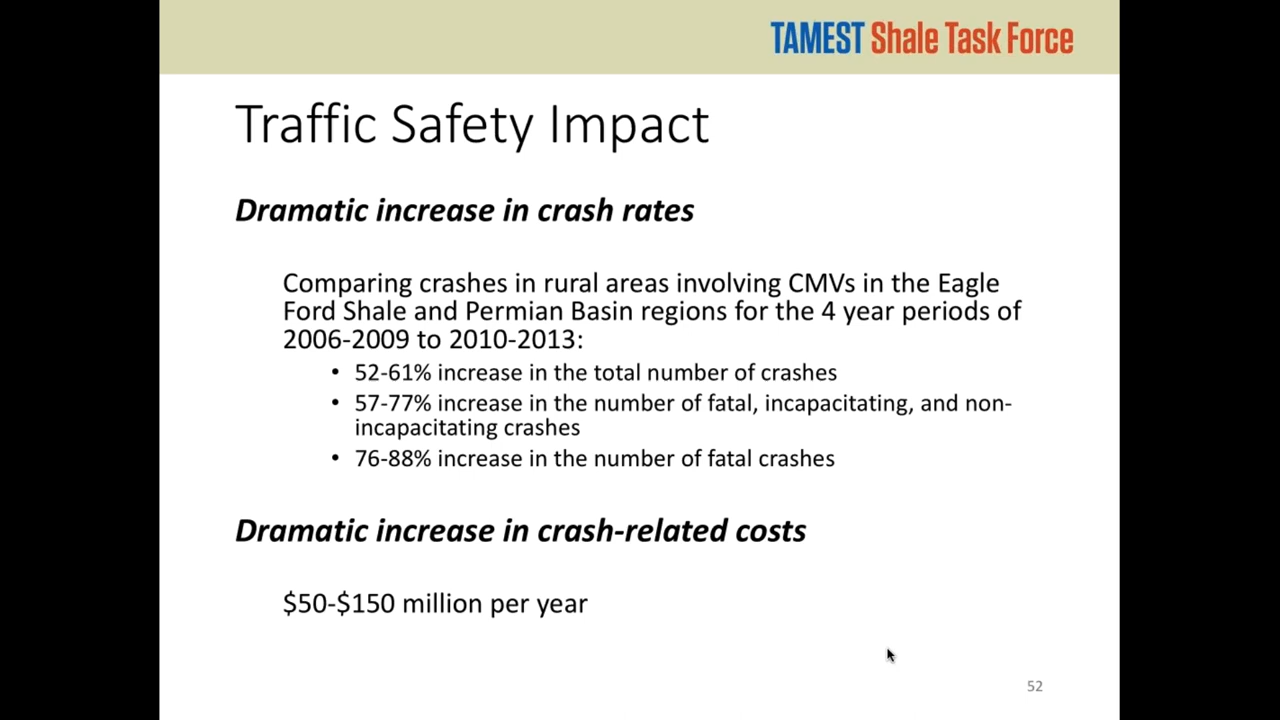 TAMEST Shale Task Force
Traffic Safety Impact
Dramatic increase in crash rates
Comparing crashes in rural areas involving CMVs in the Eagle
Ford Shale and Permian Basin regions for the 4 year periods of
2006-2009 to 2010-2013:
• 52-61% increase in the total number of crashes
• 57-77% increase in the number of fatal, incapacitating, and non-
incapacitating crashes
• 76-88% increase in the number of fatal crashes
Dramatic increase in crash-related costs
$50-$150 million per year
52